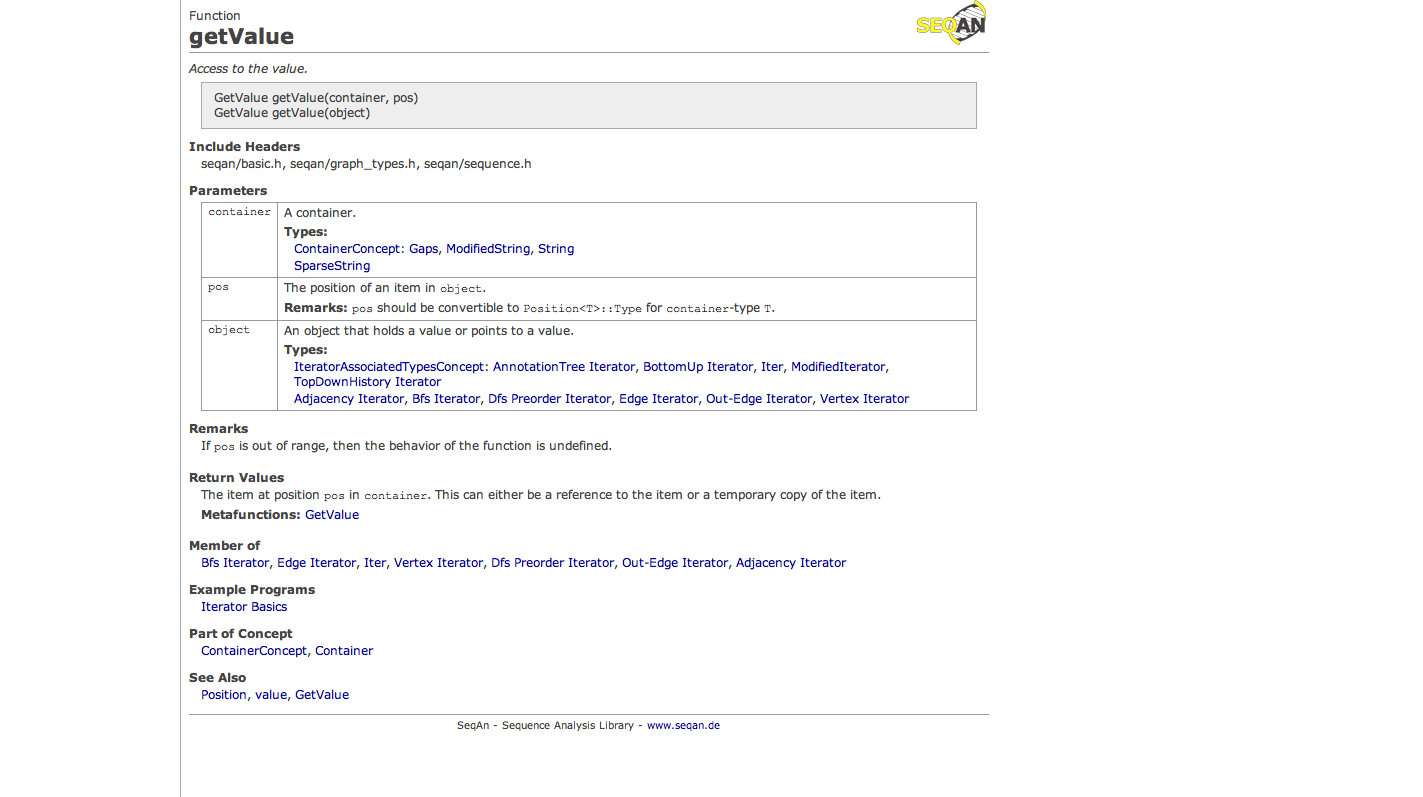 Function
getValue
SEQAN
Access to the value.
GetValue getValue(container, pos)
GetValue getValue(object)
Include Headers
seqan/basic.h, seqan/graph_types.h, seqan/sequence.h
Parameters
container
A container.
Types:
ContainerConcept: Gaps, ModifiedString, String
SparseString
pos
The position of an item in object.
Remarks: pos should be convertible to Position<T>::Type for container-type T.
object
An object that holds a value or points to a value.
Types:
IteratorAssociatedTypesConcept: AnnotationTree Iterator, BottomUp Iterator, Iter, ModifiedIterator,
TopDownHistory Iterator
Adjacency Iterator, Bfs Iterator, Dfs Preorder Iterator, Edge Iterator, Out-Edge Iterator, Vertex Iterator
Remarks
If pos is out of range, then the behavior of the function is undefined.
Return Values
The item at position pos in container. This can either be a reference to the item or a temporary copy of the item.
Metafunctions: GetValue
Member of
Bfs Iterator, Edge Iterator, Iter, Vertex Iterator, Dfs Preorder Iterator, Out-Edge Iterator, Adjacency Iterator
Example Programs
Iterator Basics
Part of Concept
ContainerConcept, Container
See Also
Position, value, GetValue
SeqAn - Sequence Analysis Library - www.seqan.de